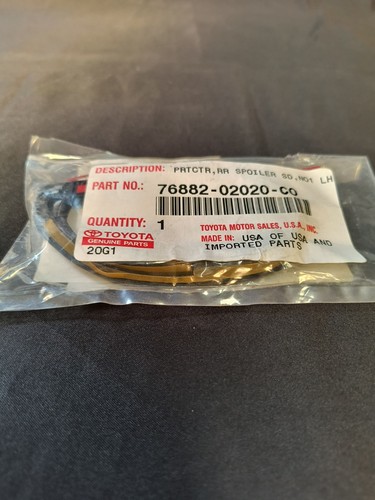 DESCRIPTION: PRTCTR,RR SPOILER SD,NO1 LH
PART NO.: 76882-02020-C0
QUANTITY: 1
TOYOTA MOTOR SALES, U.S.A., INC.
TOYOTA
GENUINE PARTS
MADE IN: USA OF USA AND
IMPORTED PARTS
20G1